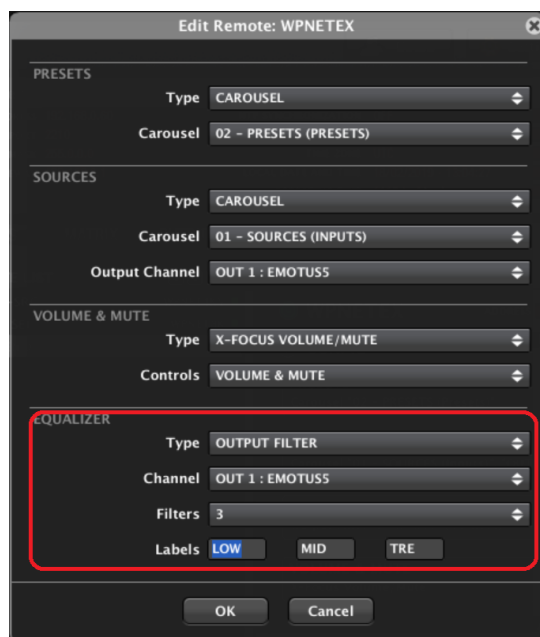 Edit Remote: WPNETEX
PRESETS
Type CAROUSEL
Carousel 02 - PRESETS (PRESETS)
SOURCES
Type CAROUSEL
Carousel 01 - SOURCES (INPUTS)
Output Channel OUT 1 : EMOTUS5
VOLUME & MUTE
Type X-FOCUS VOLUME/MUTE
Controls VOLUME & MUTE
EQUALIZER
Type OUTPUT FILTER
Channel OUT 1 : EMOTUS5
Filters 3
Labels LOW MID TRE
OK Cancel